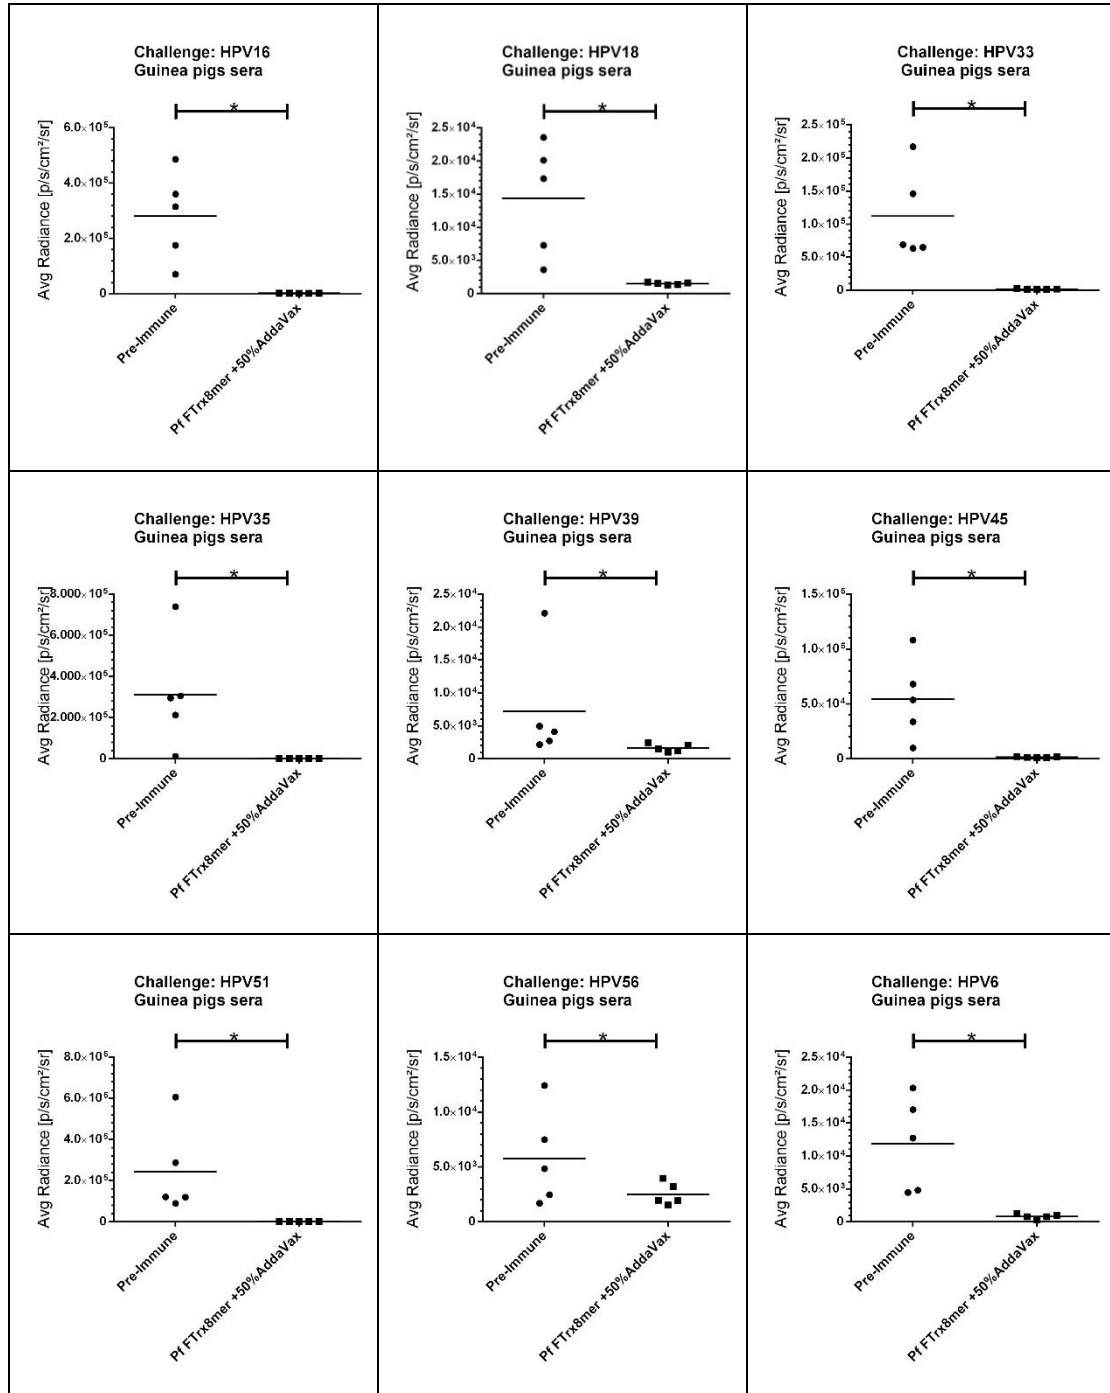 Challenge: HPV16
Guinea pigs sera
*
Avg Radiance [p/s/cm²/sr]
6.0×10⁵
4.0×10⁵
2.0×10⁵
0
Pre-Immune
Pf FTrx8mer +50%AddaVax
Challenge: HPV18
Guinea pigs sera
*
Avg Radiance [p/s/cm²/sr]
2.5×10⁴
2.0×10⁴
1.5×10⁴
1.0×10⁴
5.0×10³
0
Pre-Immune
Pf FTrx8mer +50%AddaVax
Challenge: HPV33
Guinea pigs sera
*
Avg Radiance [p/s/cm²/sr]
2.5×10⁵
2.0×10⁵
1.5×10⁵
1.0×10⁵
5.0×10⁴
0
Pre-Immune
Pf FTrx8mer +50%AddaVax
Challenge: HPV35
Guinea pigs sera
*
Avg Radiance [p/s/cm²/sr]
8.000×10⁵
6.000×10⁵
4.000×10⁵
2.000×10⁵
0
Pre-Immune
Pf FTrx8mer +50%AddaVax
Challenge: HPV39
Guinea pigs sera
*
Avg Radiance [p/s/cm²/sr]
2.5×10⁴
2.0×10⁴
1.5×10⁴
1.0×10⁴
5.0×10³
0
Pre-Immune
Pf FTrx8mer +50%AddaVax
Challenge: HPV45
Guinea pigs sera
*
Avg Radiance [p/s/cm²/sr]
1.5×10⁵
1.0×10⁵
5.0×10⁴
0
Pre-Immune
Pf FTrx8mer +50%AddaVax
Challenge: HPV51
Guinea pigs sera
*
Avg Radiance [p/s/cm²/sr]
8.0×10⁵
6.0×10⁵
4.0×10⁵
2.0×10⁵
0
Pre-Immune
Pf FTrx8mer +50%AddaVax
Challenge: HPV56
Guinea pigs sera
*
Avg Radiance [p/s/cm²/sr]
1.5×10⁴
1.0×10⁴
5.0×10³
0
Pre-Immune
Pf FTrx8mer +50%AddaVax
Challenge: HPV6
Guinea pigs sera
*
Avg Radiance [p/s/cm²/sr]
2.5×10⁴
2.0×10⁴
1.5×10⁴
1.0×10⁴
5.0×10³
0
Pre-Immune
Pf FTrx8mer +50%AddaVax